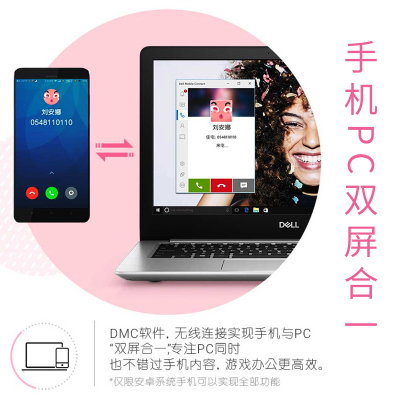 手机PC双屏合一
刘安娜
0548110110
Dell Mobile Connect
刘安娜
住宅, 0548110110
来电...
DELL
DMC软件, 无线连接实现手机与PC
“双屏合一”,专注PC同时
也不错过手机内容, 游戏办公更高效。
*仅限安卓系统手机可以实现全部功能